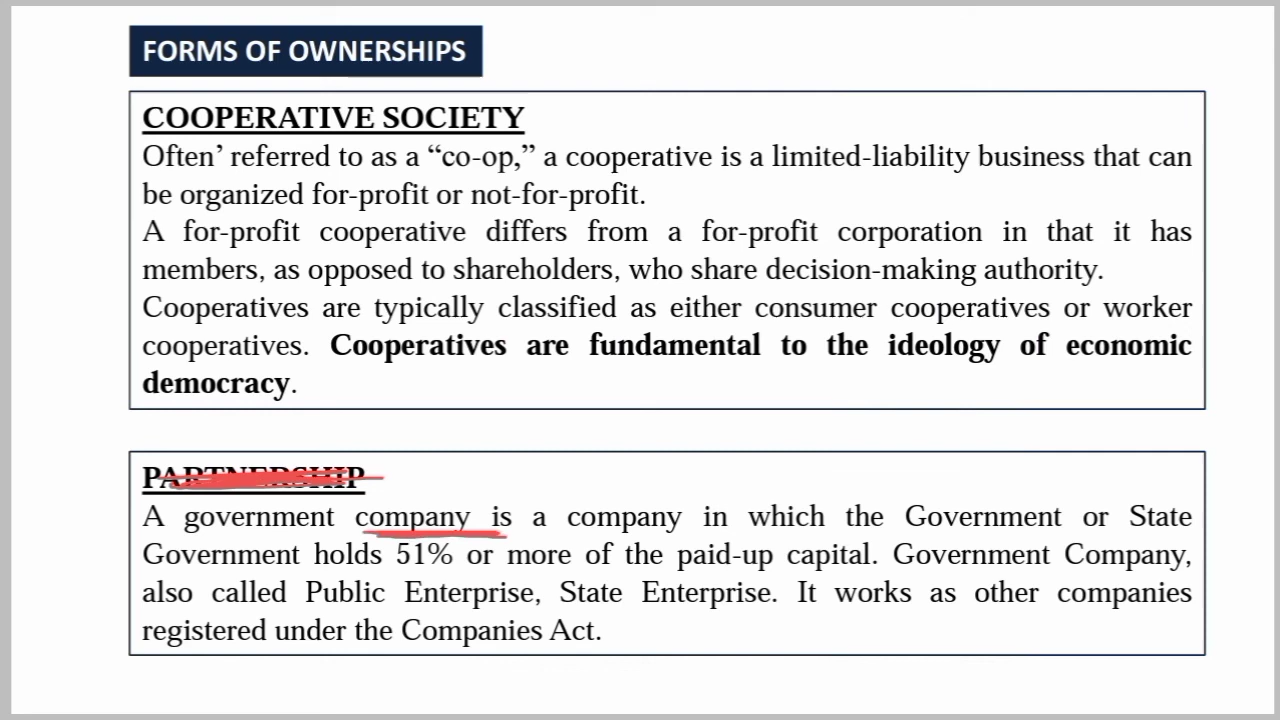 FORMS OF OWNERSHIPS
COOPERATIVE SOCIETY
Often’ referred to as a “co-op,” a cooperative is a limited-liability business that can
be organized for-profit or not-for-profit.
A for-profit cooperative differs from a for-profit corporation in that it has
members, as opposed to shareholders, who share decision-making authority.
Cooperatives are typically classified as either consumer cooperatives or worker
cooperatives. Cooperatives are fundamental to the ideology of economic
democracy.
PARTNERSHIP
A government company is a company in which the Government or State
Government holds 51% or more of the paid-up capital. Government Company,
also called Public Enterprise, State Enterprise. It works as other companies
registered under the Companies Act.